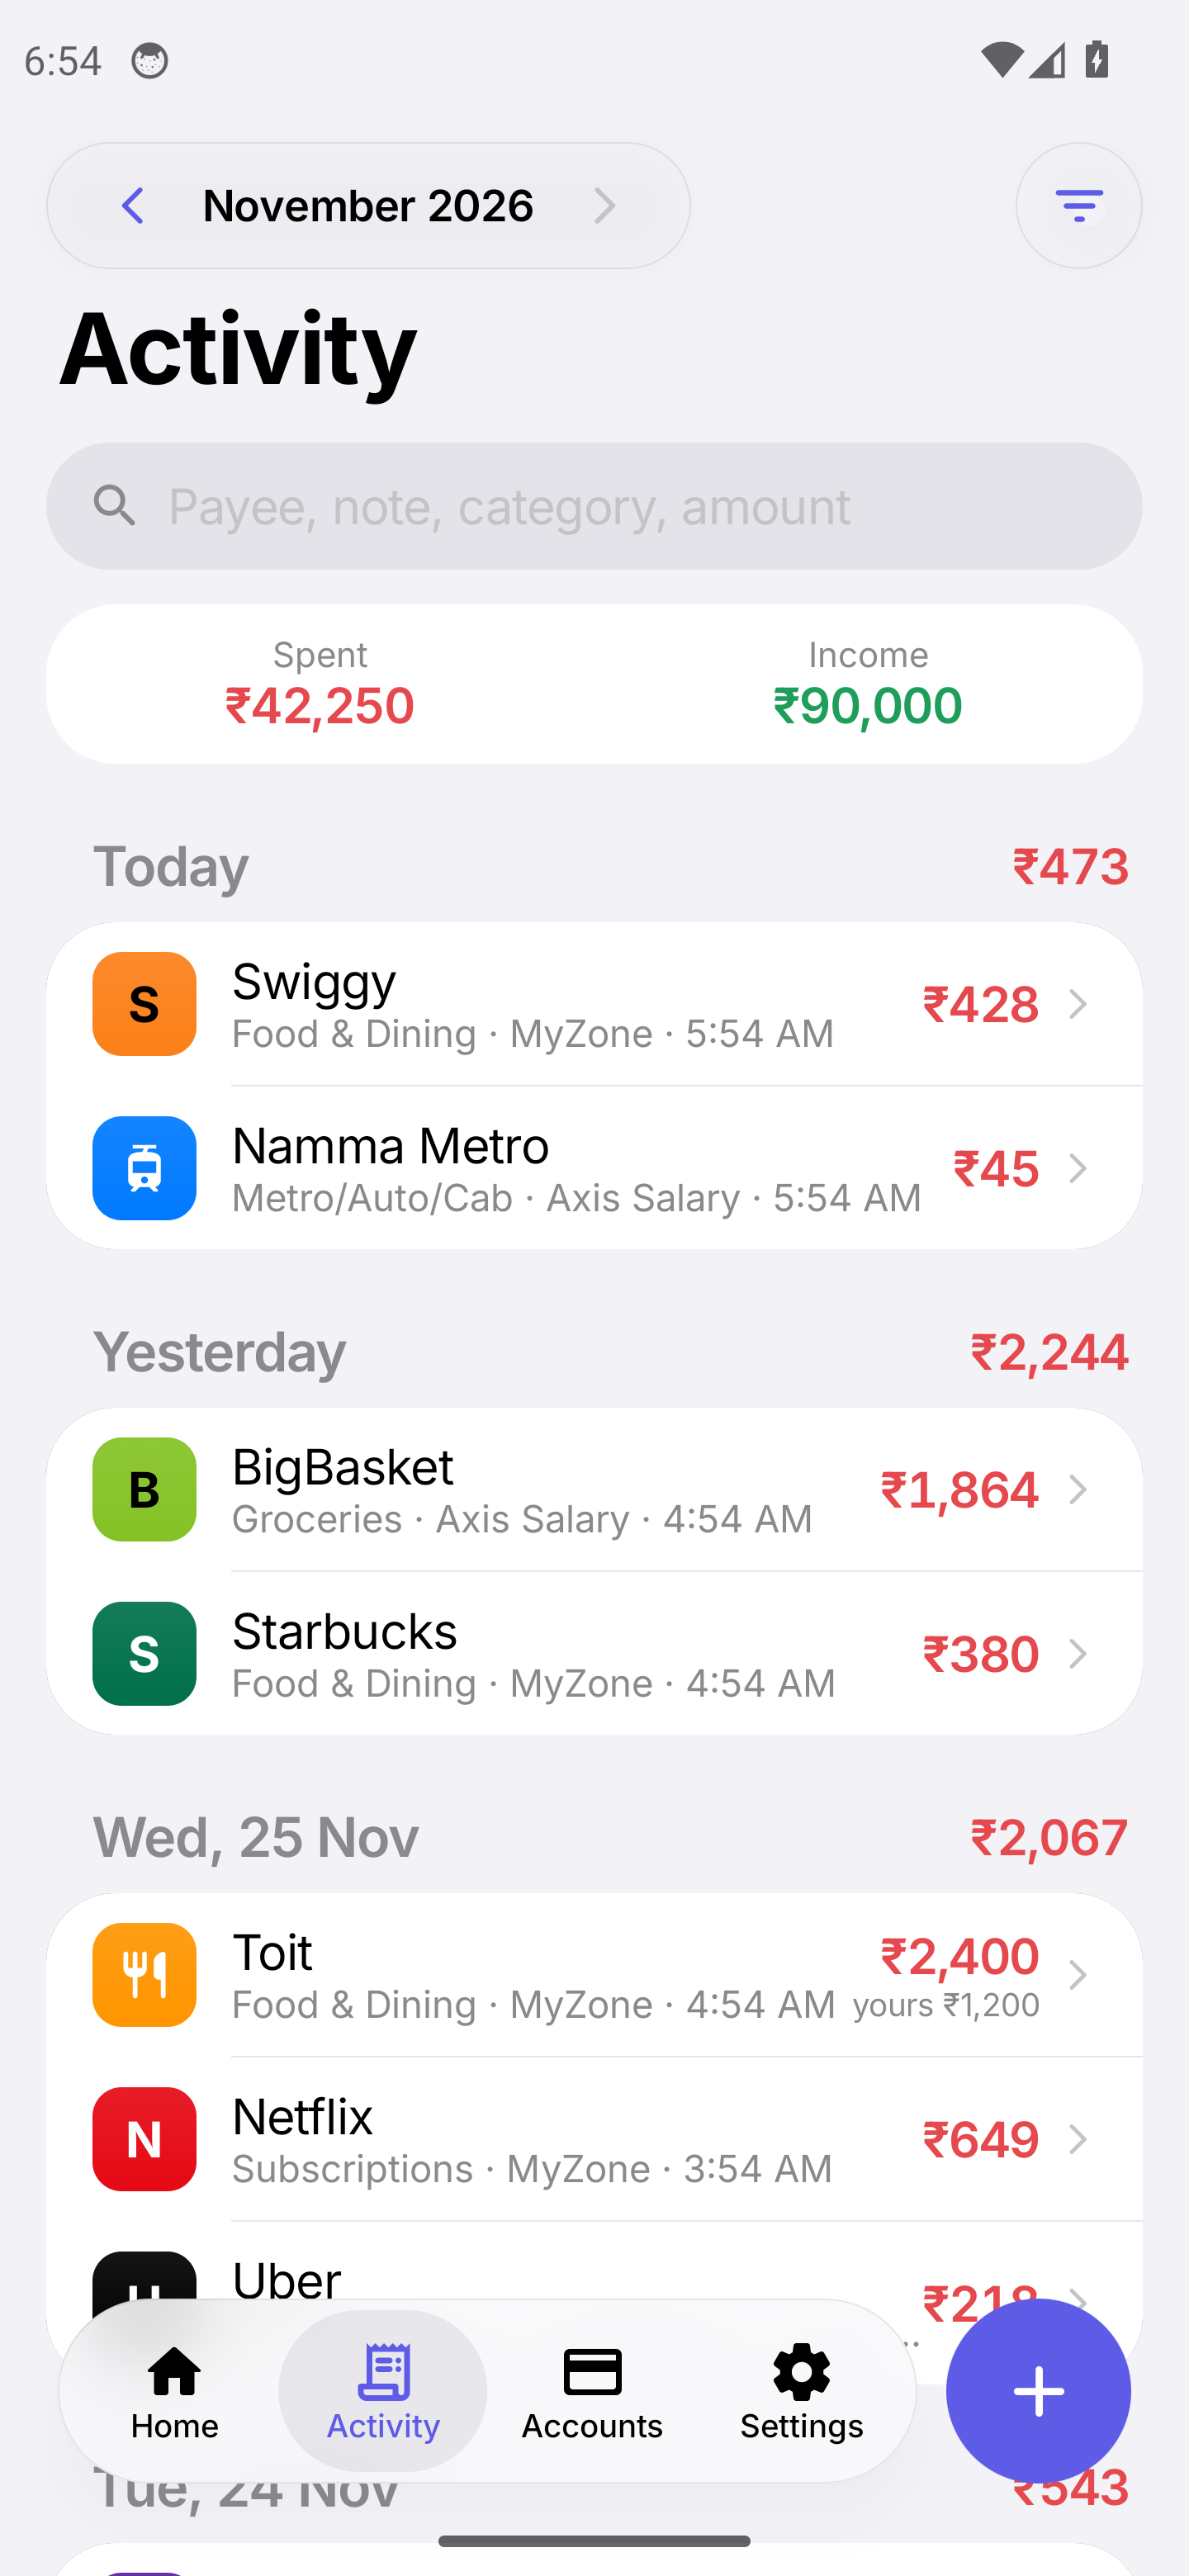 6:54
November 2026
Activity
Payee, note, category, amount
Spent
₹42,250
Income
₹90,000
Today
₹473
S
Swiggy
Food & Dining · MyZone · 5:54 AM
₹428
Namma Metro
Metro/Auto/Cab · Axis Salary · 5:54 AM
₹45
Yesterday
₹2,244
B
BigBasket
Groceries · Axis Salary · 4:54 AM
₹1,864
S
Starbucks
Food & Dining · MyZone · 4:54 AM
₹380
Wed, 25 Nov
₹2,067
Toit
Food & Dining · MyZone · 4:54 AM
₹2,400
yours ₹1,200
N
Netflix
Subscriptions · MyZone · 3:54 AM
₹649
Uber
₹218
Home
Activity
Accounts
Settings
Tue, 24 Nov
₹543